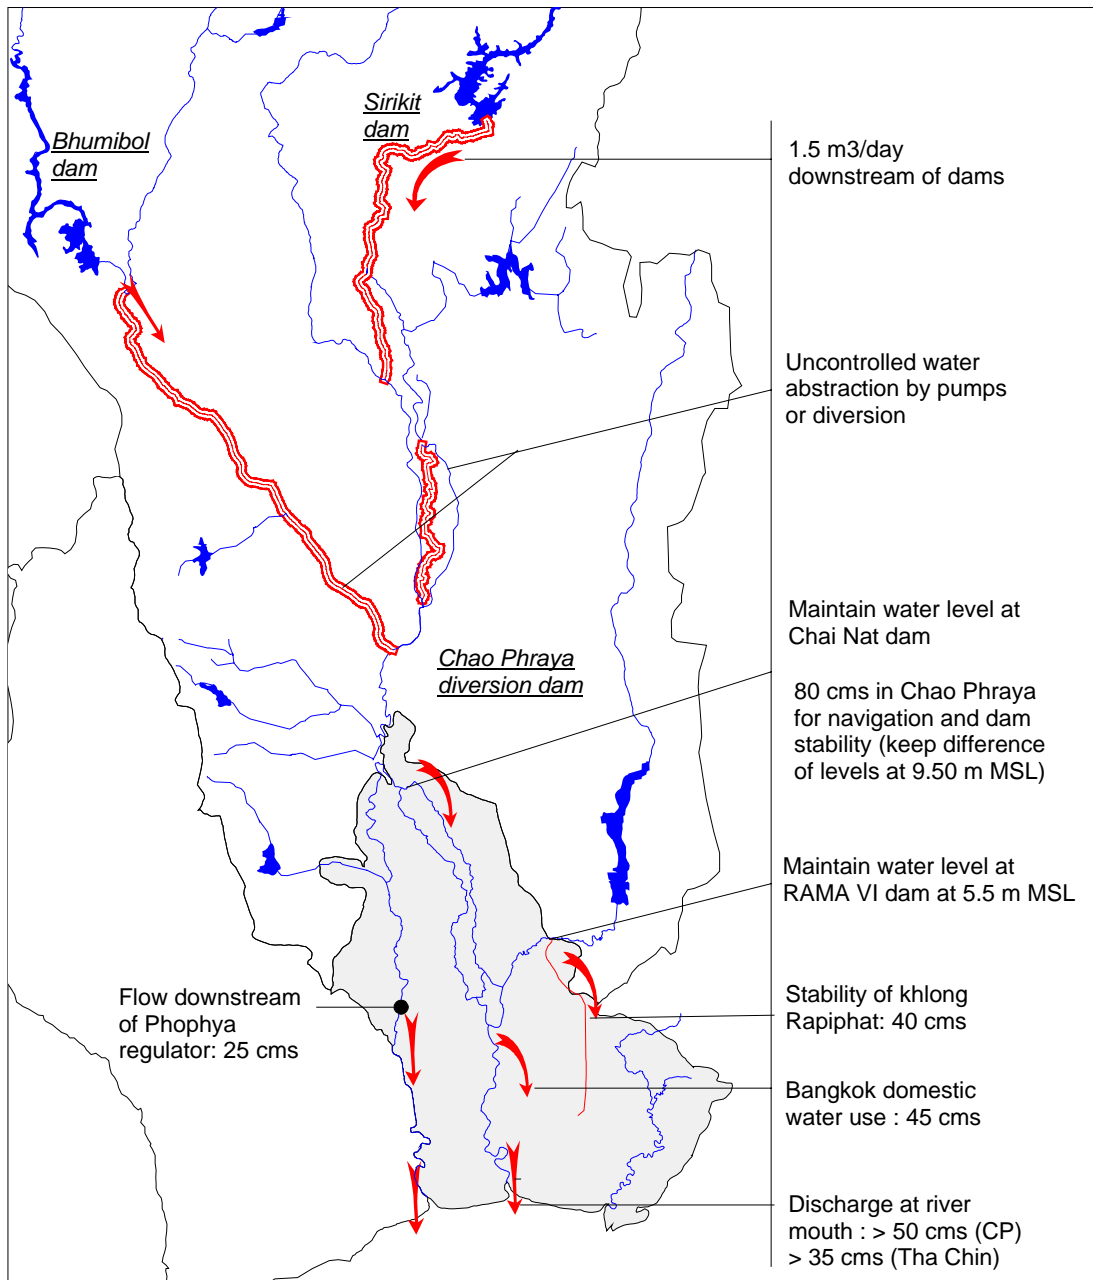 Sirikit
dam
Bhumibol
dam
1.5 m3/day
downstream of dams
Uncontrolled water
abstraction by pumps
or diversion
Maintain water level at
Chai Nat dam
Chao Phraya
diversion dam
80 cms in Chao Phraya
for navigation and dam
stability (keep difference
of levels at 9.50 m MSL)
Maintain water level at
RAMA VI dam at 5.5 m MSL
Flow downstream
of Phophya
regulator: 25 cms
Stability of khlong
Rapiphat: 40 cms
Bangkok domestic
water use : 45 cms
Discharge at river
mouth : > 50 cms (CP)
> 35 cms (Tha Chin)